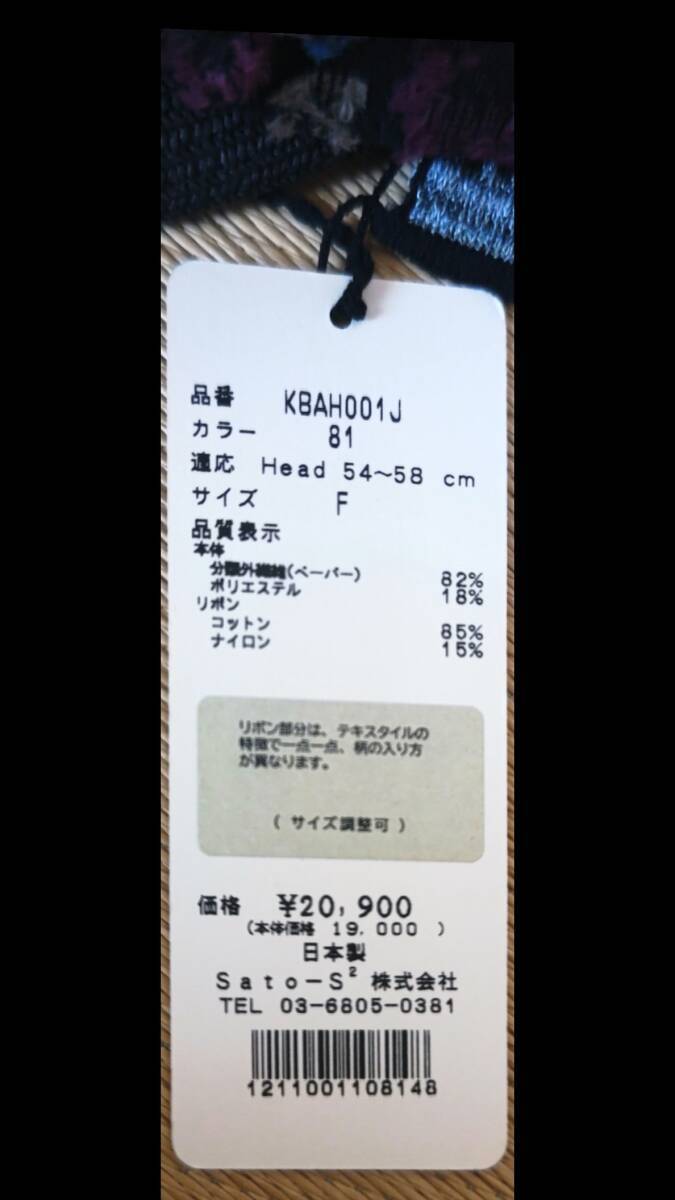 品番 KBAH001J
カラー 81
適応 Head 54～58 cm
サイズ F
品質表示
本体
分類外繊維(ペーパー) 82%
ポリエステル 18%
リボン
コットン 85%
ナイロン 15%
リボン部分は、テキスタイルの
特徴で一点一点、柄の入り方
が異なります。
( サイズ調整可 )
価格 ¥20,900
(本体価格 19,000 )
日本製
Sato－S² 株式会社
TEL 03-6805-0381
1211001108148